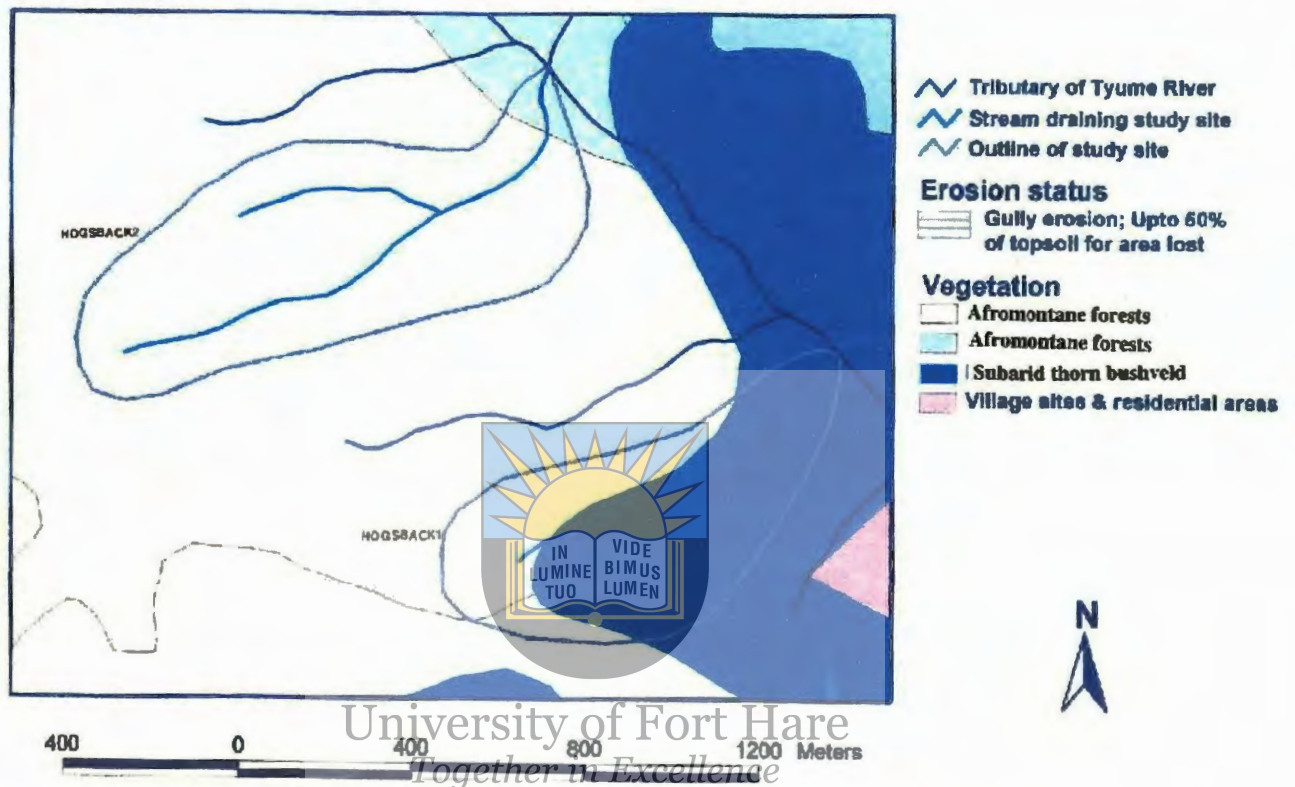 Tributary of Tyume River
Stream draining study site
Outline of study site
Erosion status
Gully erosion; Upto 60%
of topsoil for area lost
Vegetation
Afromontane forests
Afromontane forests
Subarid thorn bushveld
Village sites & residential areas
HOGSBACK2
HOGSBACK1
IN
LUMINE
TUO
VIDE
BIMUS
LUMEN
N
University of Fort Hare
400 0 400 800 1200 Meters
Together in Excellence